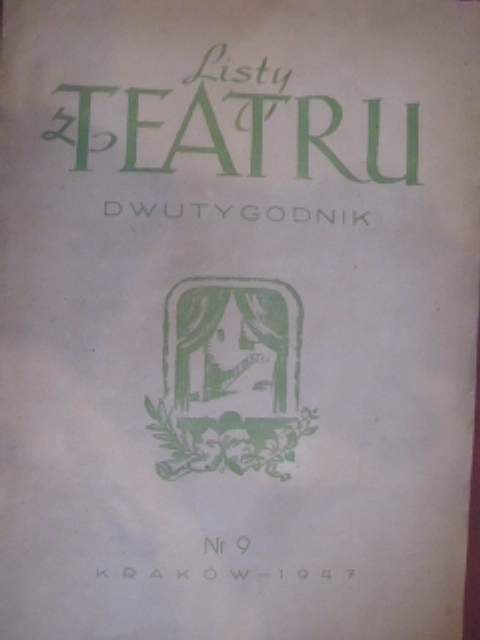 Listy
z TEATRU
DWUTYGODNIK
Nr 9
KRAKÓW-1947